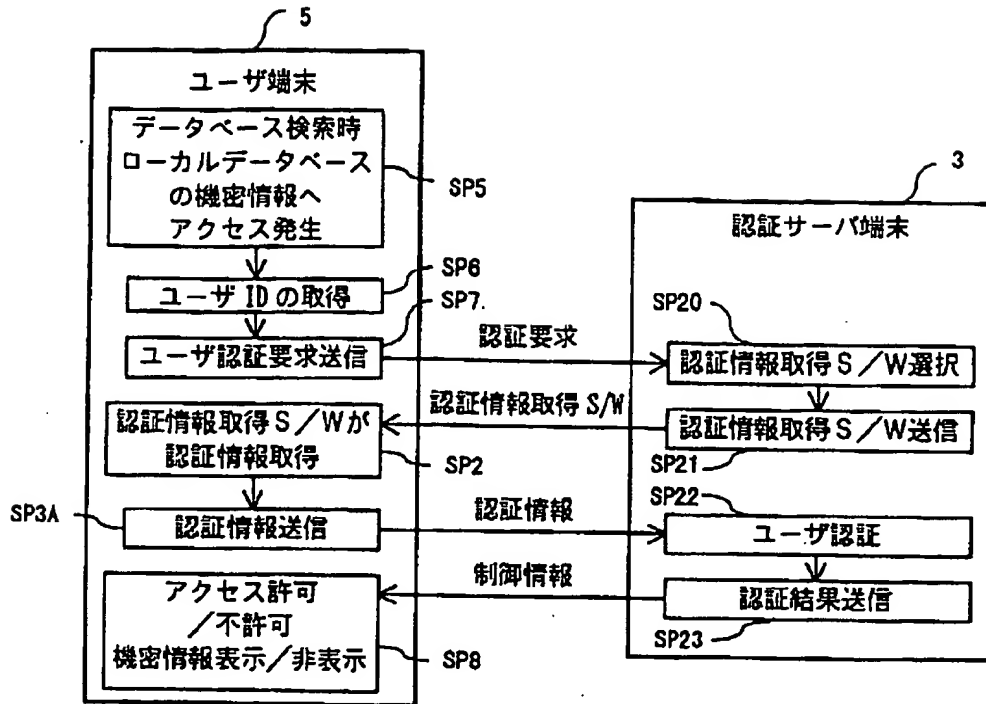 5
ユーザ端末
データベース検索時
ローカルデータベース
の機密情報へ
アクセス発生
SP5
SP6
ユーザIDの取得
SP7.
ユーザ認証要求送信
認証要求
3
認証サーバ端末
SP20
認証情報取得S/W選択
認証情報取得S/W
認証情報取得S/W送信
SP21
認証情報取得S/Wが
認証情報取得
SP2
SP3A
認証情報送信
認証情報
SP22
ユーザ認証
制御情報
認証結果送信
SP23
アクセス許可
/不許可
機密情報表示/非表示
SP8